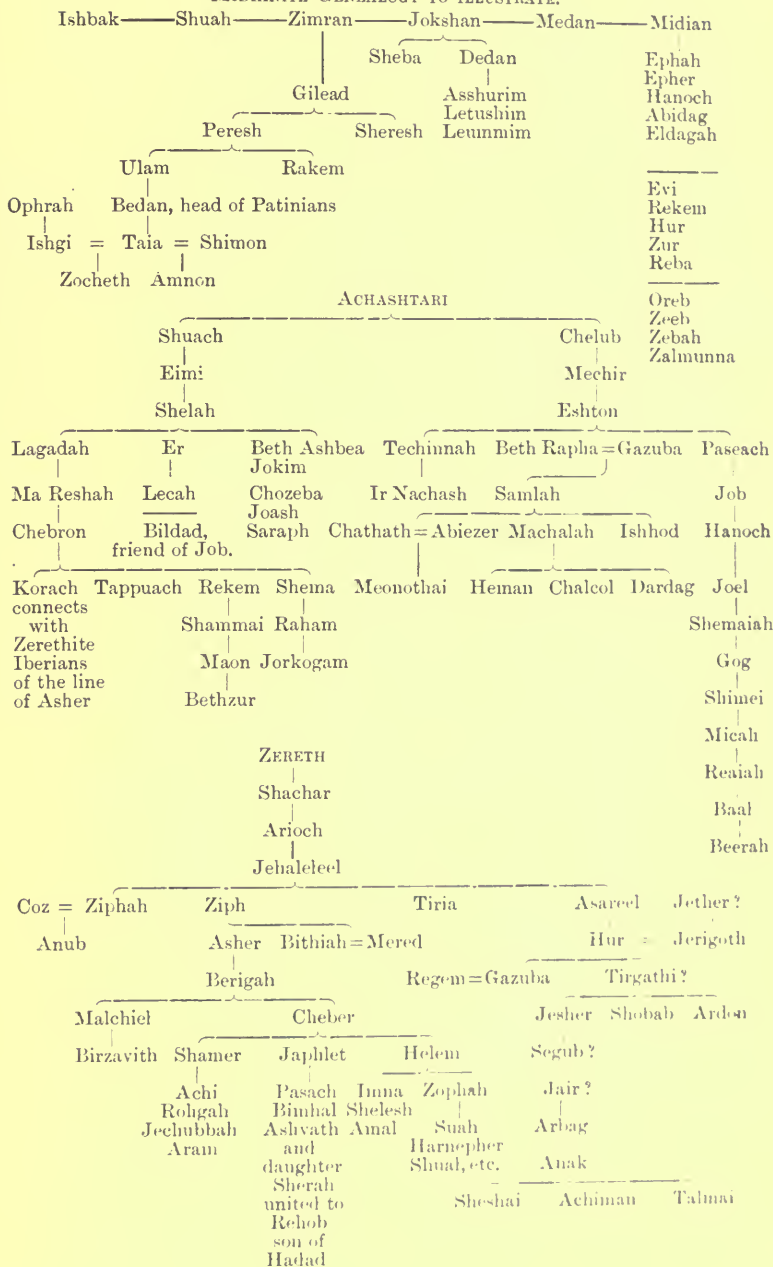 Ishbak Shuah Zimran Jokshan Medan Midian
Sheba Dedan Ephah
Epher
Gilead Asshurim Hanoch
Letushim Abidag
Peresh Sheresh Leummim Eldagah
Ulam Rakem
Evi
Ophrah Bedan, head of Patinians Rekem
Hur
Ishgi = Taia = Shimon Zur
Reba
Zocheth Amnon
ACHASHTARI Oreb
Zeeb
Shuach Chelub Zebah
Zalmunna
Eimi Mechir
Shelah Eshton
Lagadah Er Beth Ashbea Techinnah Beth Rapha=Gazuba Paseach
Jokim
Ma Reshah Lecah Chozeba Ir Nachash Samlah Job
Joash
Chebron Bildad, Saraph Chathath=Abiezer Machalah Ishhod Hanoch
friend of Job.
Korach Tappuach Rekem Shema Meonothai Heman Chalcol Dardag Joel
connects
with Shammai Raham Shemaiah
Zerethite
Iberians Maon Jorkogam Gog
of the line
of Asher Bethzur Shimei
Micah
ZERETH
Reaiah
Shachar
Baal
Arioch
Beerah
Jehaleleel
Coz = Ziphah Ziph Tiria Asareel Jether?
Anub Asher Bithiah=Mered Hur = Jerigoth
Berigah Regem=Gazuba Tirgathi?
Malchiel Cheber Jesher Shobab Ardon
Birzavith Shamer Japhlet Helem Segub?
Achi Pasach Imna Zophah Jair?
Rohgah Bimhal Shelesh
Jechubbah Ashvath Amal Suah Arbag
Aram and Harnepher
daughter Shual, etc. Anak
Sherah
united to Sheshai Achiman Talmai
Rehob
son of
Hadad